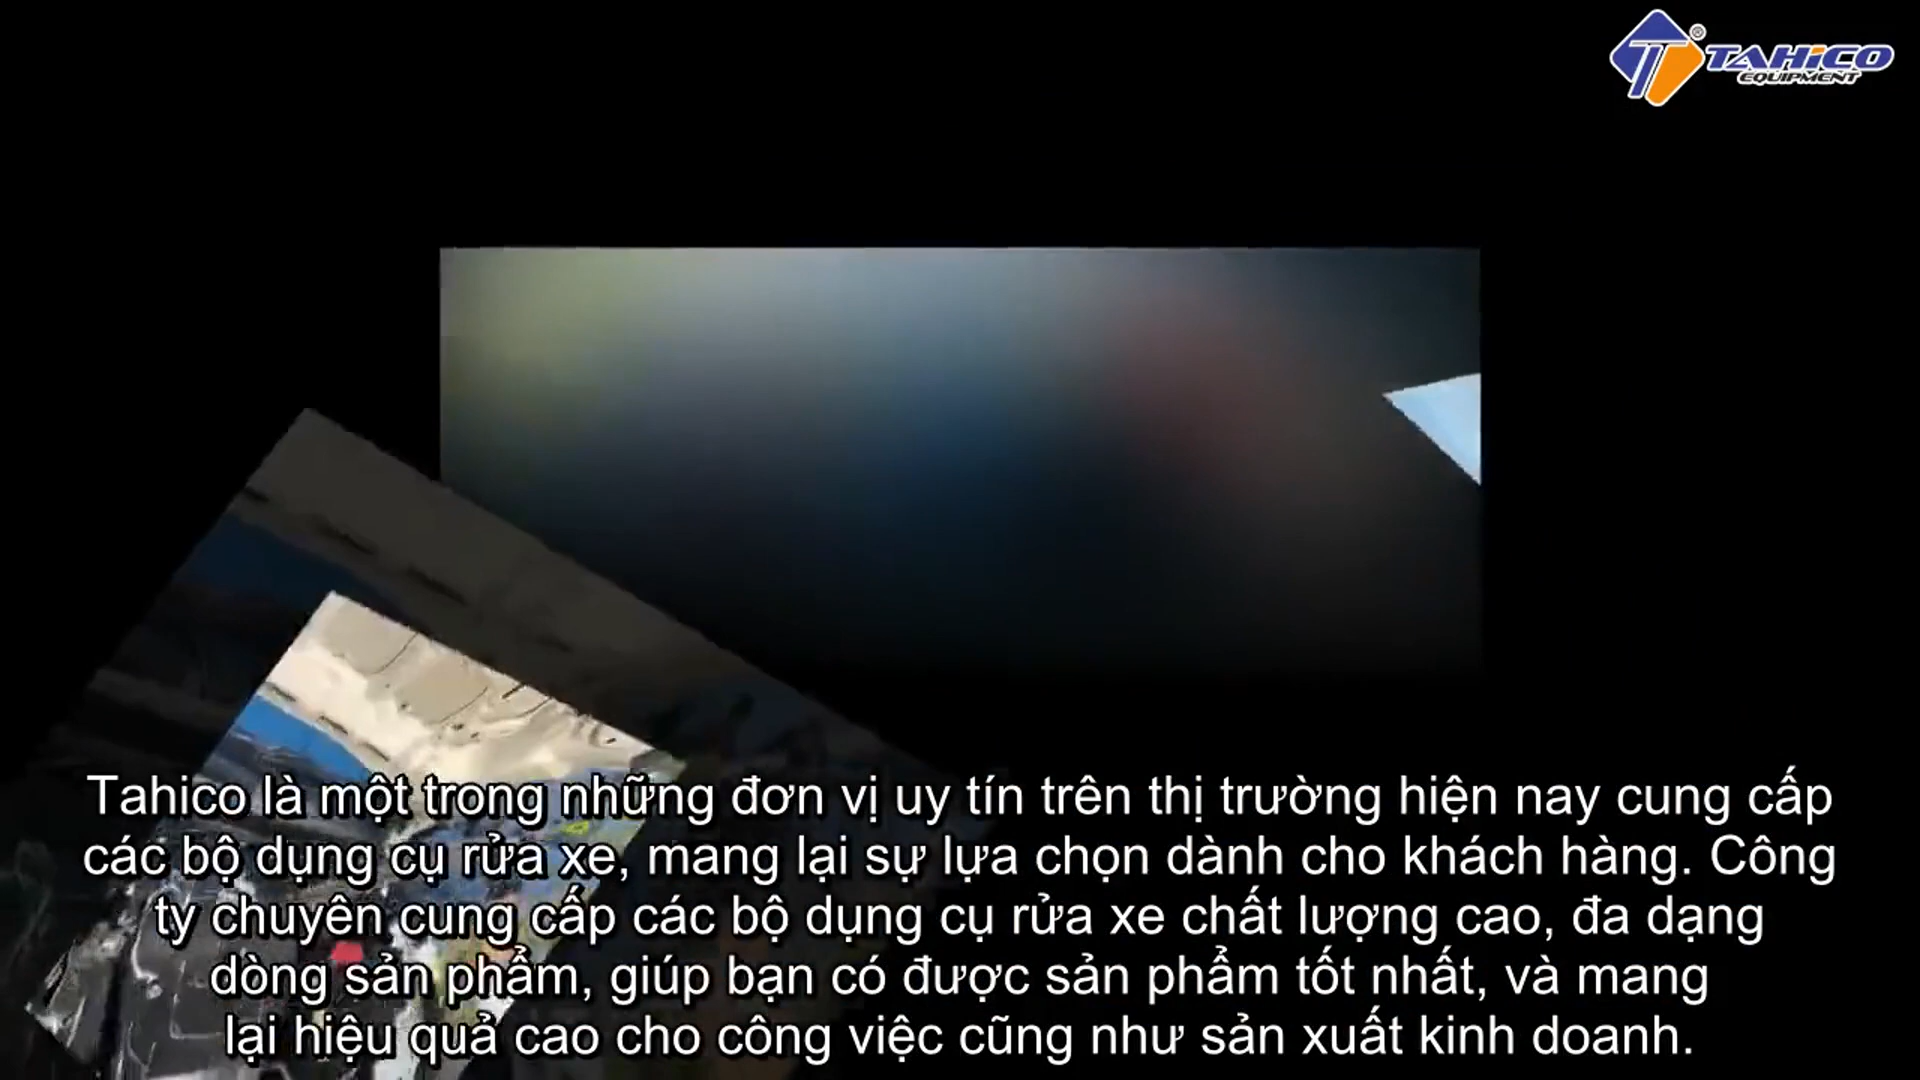 TAHiCO
EQUIPMENT
Tahico là một trong những đơn vị uy tín trên thị trường hiện nay cung cấp
các bộ dụng cụ rửa xe, mang lại sự lựa chọn dành cho khách hàng. Công
ty chuyên cung cấp các bộ dụng cụ rửa xe chất lượng cao, đa dạng
dòng sản phẩm, giúp bạn có được sản phẩm tốt nhất, và mang
lại hiệu quả cao cho công việc cũng như sản xuất kinh doanh.